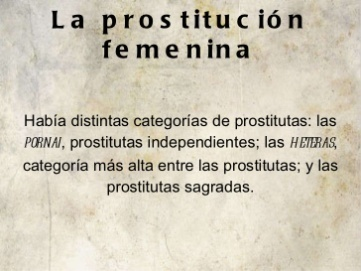 La prostitución
femenina
Había distintas categorías de prostitutas: las
PORNAI, prostitutas independientes; las HETERAS,
categoría más alta entre las prostitutas; y las
prostitutas sagradas.